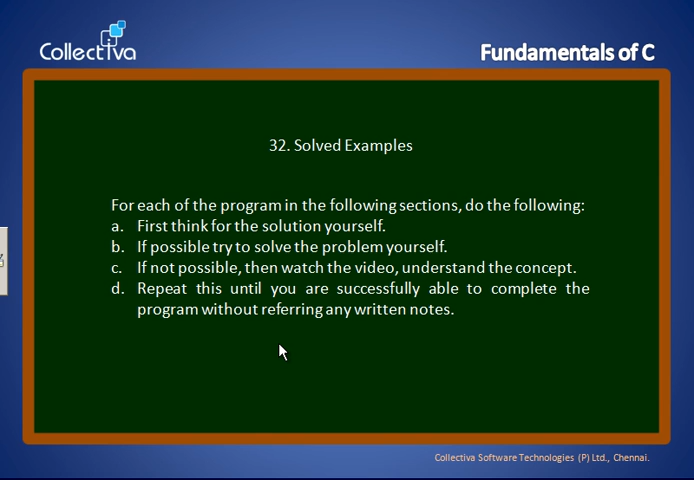 Collectiva
Fundamentals of C
32. Solved Examples
For each of the program in the following sections, do the following:
a. First think for the solution yourself.
b. If possible try to solve the problem yourself.
c. If not possible, then watch the video, understand the concept.
d. Repeat this until you are successfully able to complete the
program without referring any written notes.
Collectiva Software Technologies (P) Ltd., Chennai.